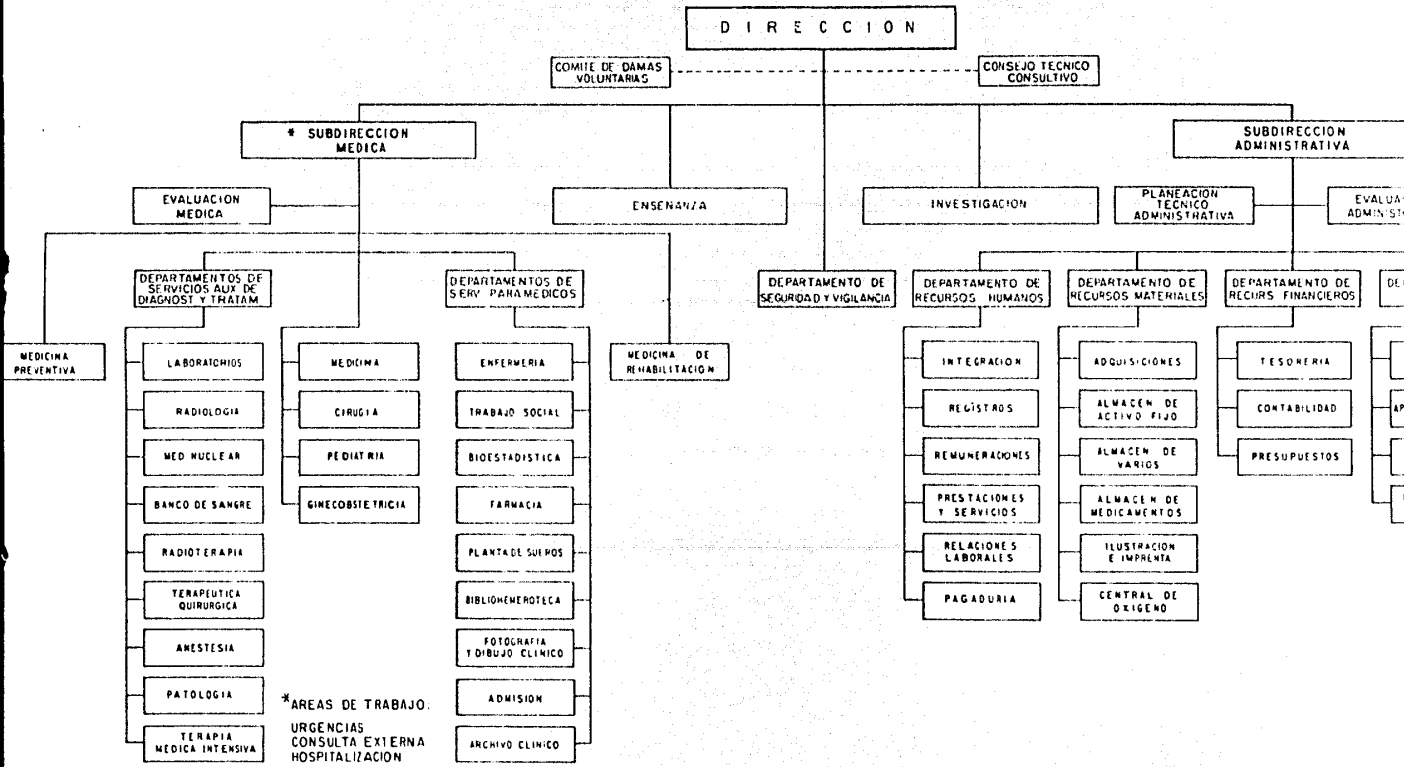 DIRECCION
COMITE DE DAMAS
VOLUNTARIAS
CONSEJO TECNICO
CONSULTIVO
* SUBDIRECCION
MEDICA
SUBDIRECCION
ADMINISTRATIVA
EVALUACION
MEDICA
ENSENANZA
INVESTIGACION
PLANEACION
TECNICO
ADMINISTRATIVA
EVALUA
ADMINIST
DEPARTAMENTOS DE
SERVICIOS AUX DE
DIAGNOST Y TRATAM.
DEPARTAMENTOS DE
SERV PARAMEDICOS
DEPARTAMENTO DE
SEGURIDAD Y VIGILANCIA
DEPARTAMENTO DE
RECURSOS HUMANOS
DEPARTAMENTO DE
RECURSOS MATERIALES
DEPARTAMENTO DE
RECURS FINANCIEROS
DE
MEDICINA
PREVENTIVA
LABORATORIOS
RADIOLOGIA
MED NUCLEAR
BANCO DE SANGRE
RADIOTERAPIA
TERAPEUTICA
QUIRURGICA
ANESTESIA
PATOLOGIA
TERAPIA
MEDICA INTENSIVA
MEDICINA
CIRUGIA
PEDIATRIA
GINECOBSTETRICIA
*AREAS DE TRABAJO:
URGENCIAS
CONSULTA EXTERNA
HOSPITALIZACION
ENFERMERIA
TRABAJO SOCIAL
BIOESTADISTICA
FARMACIA
PLANTA DE SUEROS
BIBLIOHEMEROTECA
FOTOGRAFIA
Y DIBUJO CLINICO
ADMISION
ARCHIVO CLINICO
MEDICINA DE
REHABILITACION
INTEGRACION
REGISTROS
REMUNERACIONES
PRESTACIONES
Y SERVICIOS
RELACIONES
LABORALES
PAGADURIA
ADQUISICIONES
ALMACEN DE
ACTIVO FIJO
ALMACEN DE
VARIOS
ALMACEN DE
MEDICAMENTOS
ILUSTRACION
E IMPRENTA
CENTRAL DE
OXIGENO
TESORERIA
CONTABILIDAD
PRESUPUESTOS
AP